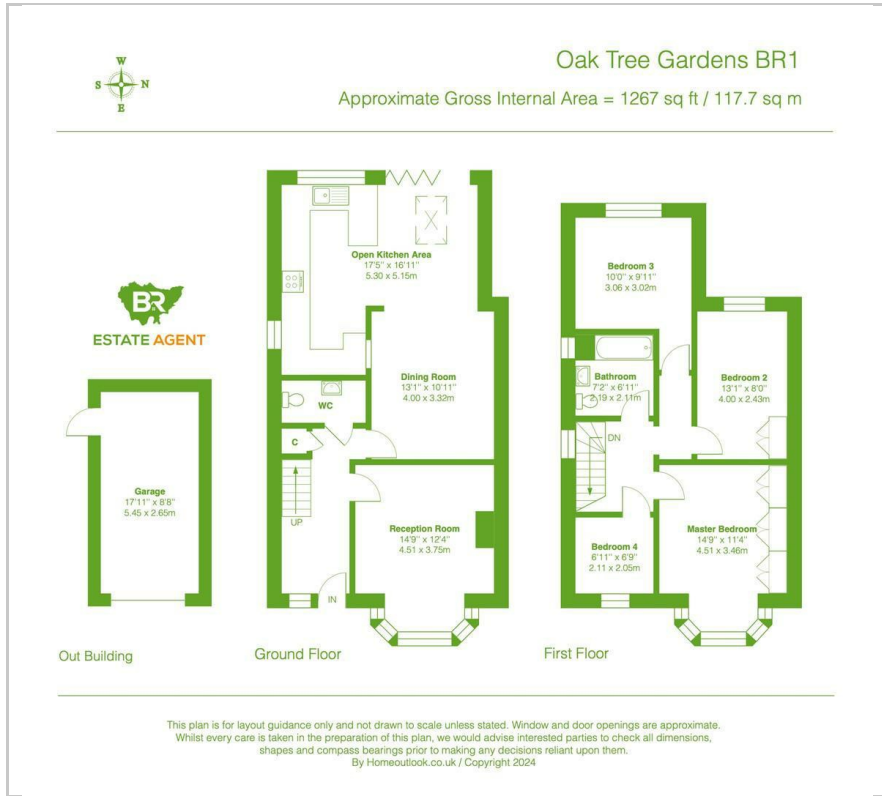 Oak Tree Gardens BR1
Approximate Gross Internal Area = 1267 sq ft / 117.7 sq m
W
S
N
E
BR
ESTATE AGENT
Garage
17'11" x 8'8"
5.45 x 2.65m
Out Building
Open Kitchen Area
17'5" x 16'11"
5.30 x 5.15m
Dining Room
13'1" x 10'11"
4.00 x 3.32m
WC
C
UP
Reception Room
14'9" x 12'4"
4.51 x 3.75m
IN
Ground Floor
Bedroom 3
10'0" x 9'11"
3.06 x 3.02m
Bathroom
7'2" x 6'11"
2.19 x 2.11m
Bedroom 2
13'1" x 8'0"
4.00 x 2.43m
DN
Master Bedroom
14'9" x 11'4"
4.51 x 3.46m
Bedroom 4
6'11" x 6'9"
2.11 x 2.05m
First Floor
This plan is for layout guidance only and not drawn to scale unless stated. Window and door openings are approximate.
Whilst every care is taken in the preparation of this plan, we would advise interested parties to check all dimensions,
shapes and compass bearings prior to making any decisions reliant upon them.
By Homeoutlook.co.uk / Copyright 2024